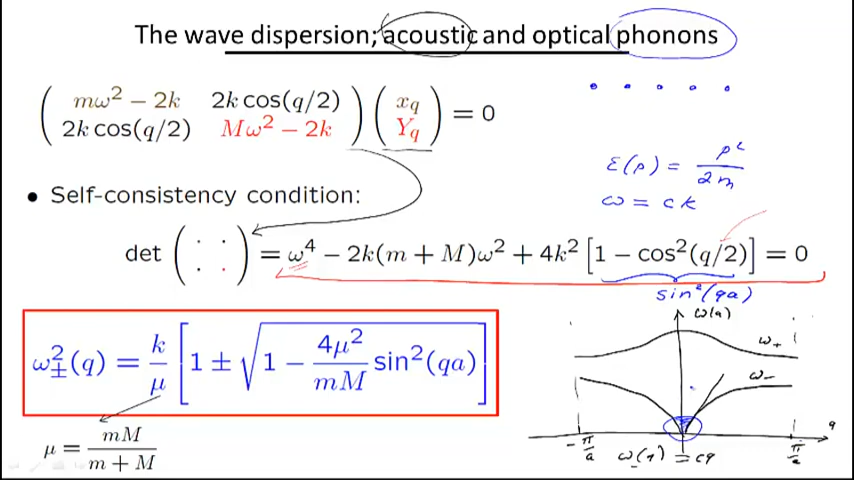 The wave dispersion; acoustic and optical phonons
( mω² − 2k   2k cos(q/2) ) ( x_q ) = 0
( 2k cos(q/2)   Mω² − 2k ) ( Y_q )
ε(p) = p²/2m
ω = ck
• Self-consistency condition:
det ( · · ; · · ) = ω⁴ − 2k(m + M)ω² + 4k² [1 − cos²(q/2)] = 0
sin²(qa)
ω²±(q) = k/μ [1 ± √(1 − 4μ²/mM sin²(qa))]
μ = mM/(m + M)
ω(q)
ω₊
ω₋
q
−π/a
π/a
ω₋(q) = cq